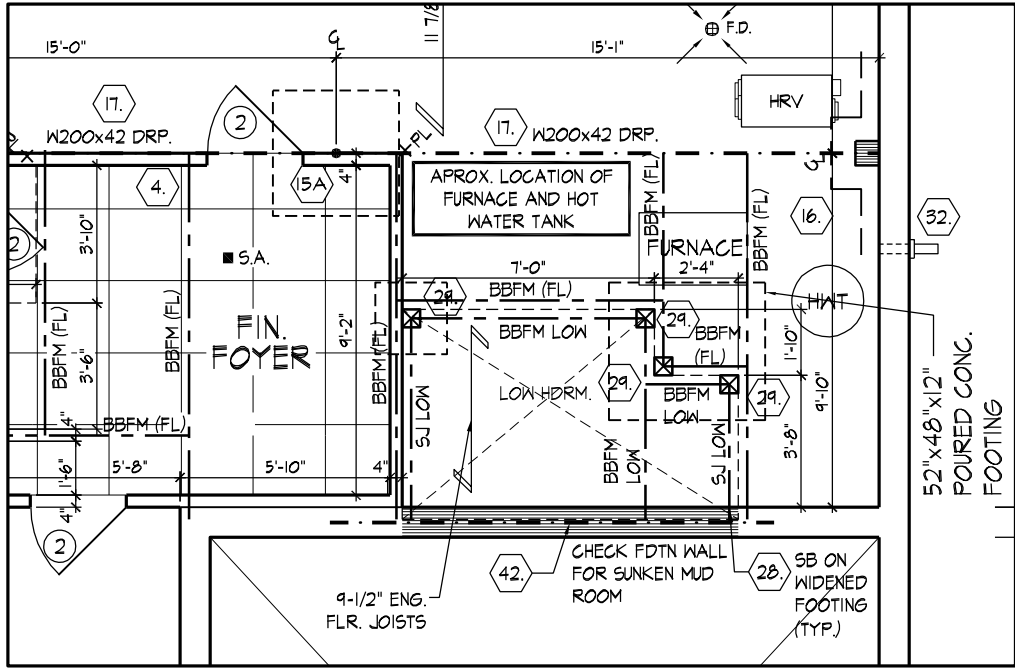 15'-0"
C
L
11 7/8
15'-1"
F.D.
HRV
17.
W200x42 DRP.
2
PL
17.
W200x42 DRP.
4.
15A
4"
APROX. LOCATION OF
FURNACE AND HOT
WATER TANK
BBFM (FL)
BBFM (FL)
16.
32.
2
3'-10"
S.A.
FURNACE
7'-0"
2'-4"
BBFM (FL)
29.
HWT
BBFM (FL)
BBFM (FL)
3'-6"
FIN.
FOYER
9'-2"
BBFM (FL)
BBFM LOW
29.
BBFM
(FL)
1'-10"
9'-10"
LOW HDRM.
29.
29.
BBFM
LOW
3'-8"
SJ LOW
BBFM
LOW
SJ LOW
BBFM (FL)
4"
1'-6"
4"
5'-8"
5'-10"
4"
52"x48"x12"
POURED CONC.
FOOTING
2
42.
CHECK FDTN WALL
FOR SUNKEN MUD
ROOM
28.
SB ON
WIDENED
FOOTING
(TYP.)
9-1/2" ENG.
FLR. JOISTS